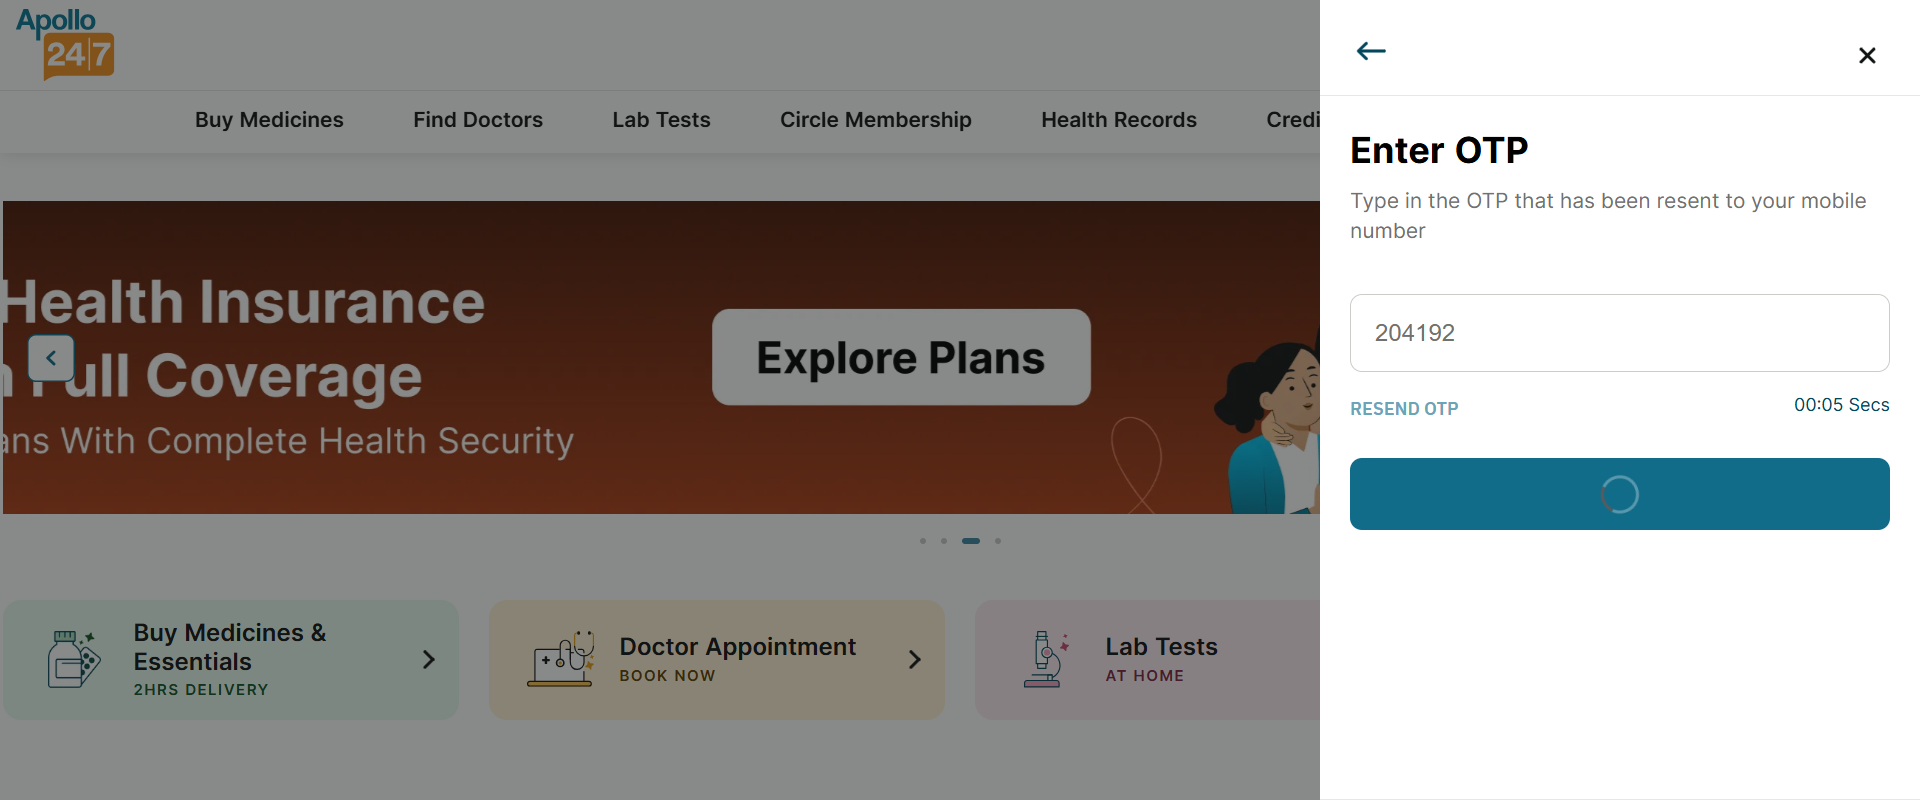 Apollo
24|7
Buy Medicines
Find Doctors
Lab Tests
Circle Membership
Health Records
Credi
Health Insurance
Full Coverage
ans With Complete Health Security
Explore Plans
Buy Medicines &
Essentials
2HRS DELIVERY
Doctor Appointment
BOOK NOW
Lab Tests
AT HOME
Enter OTP
Type in the OTP that has been resent to your mobile
number
204192
RESEND OTP
00:05 Secs